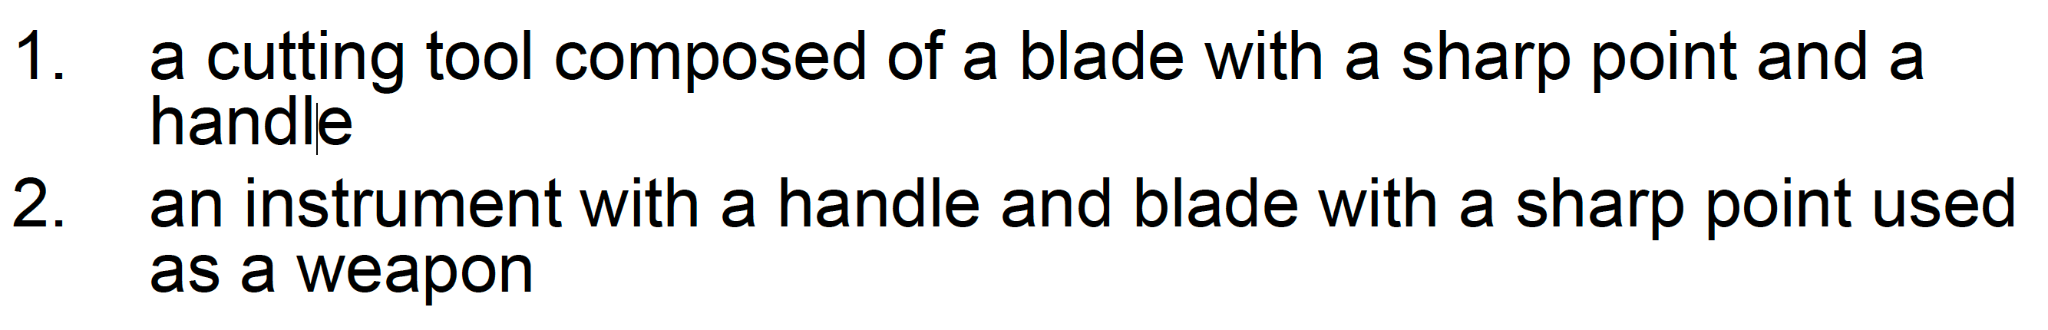 1. a cutting tool composed of a blade with a sharp point and a
handle
2. an instrument with a handle and blade with a sharp point used
as a weapon